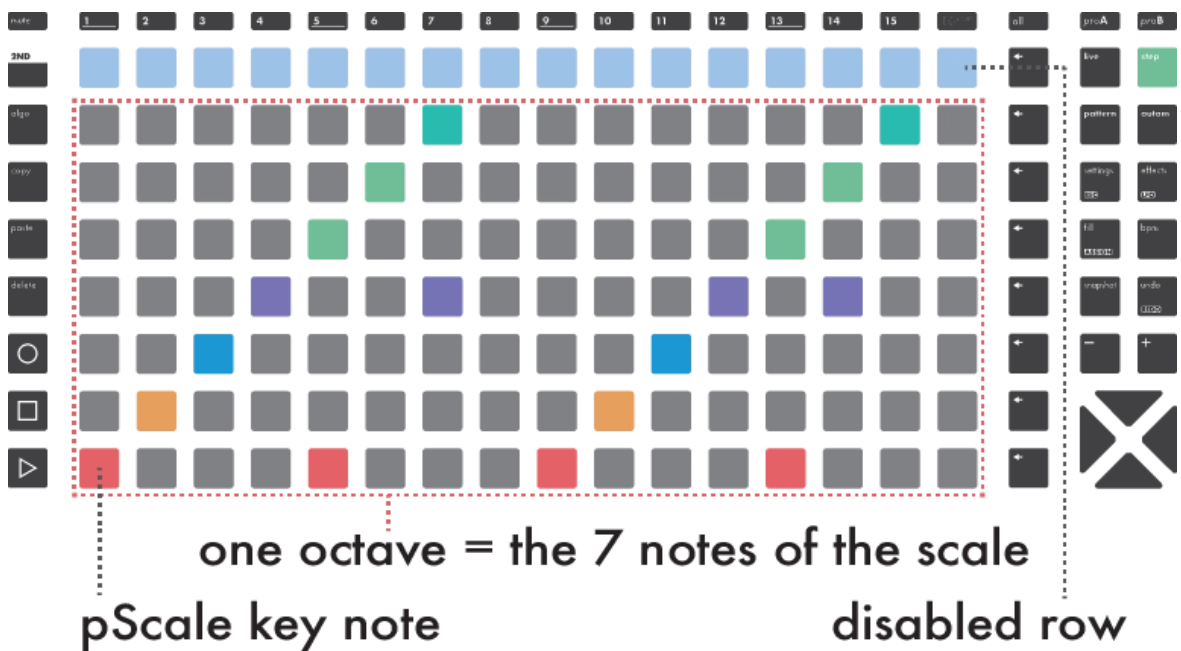 mute 1 2 3 4 5 6 7 8 9 10 11 12 13 14 15 all proA proB
2ND live step
algo pattern autom
copy settings effects
paste fill bpm
delete snapshot undo
− +
one octave = the 7 notes of the scale
pScale key note disabled row